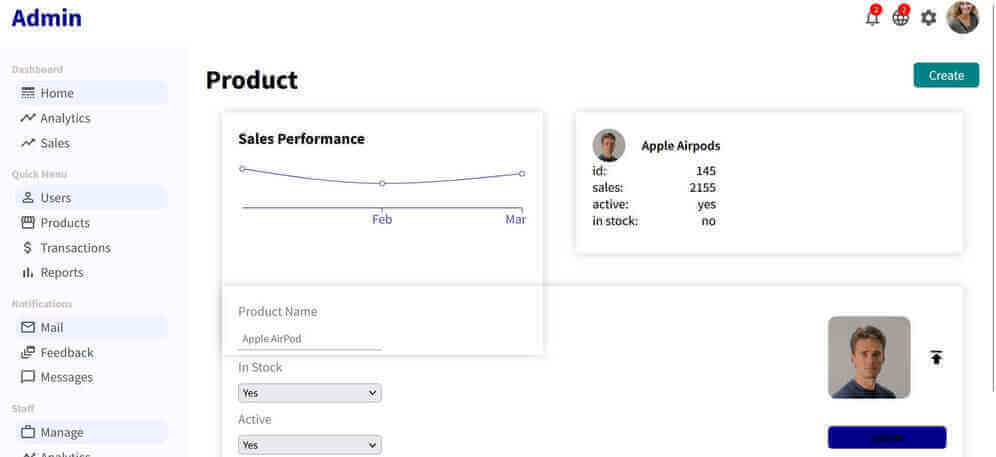 Admin
2
2
Dashboard
Home
Analytics
Sales
Quick Menu
Users
Products
Transactions
Reports
Notifications
Mail
Feedback
Messages
Staff
Manage
Analytics
Product
Create
Sales Performance
Feb
Mar
Apple Airpods
id: 145
sales: 2155
active: yes
in stock: no
Product Name
Apple AirPod
In Stock
Yes
Active
Yes